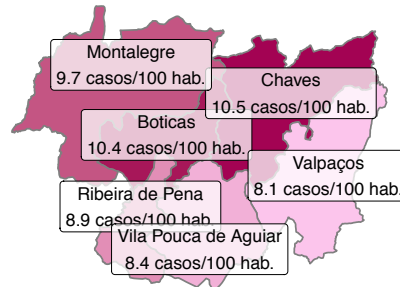 Montalegre
9.7 casos/100 hab.
Chaves
10.5 casos/100 hab.
Boticas
10.4 casos/100 hab.
Valpaços
8.1 casos/100 hab.
Ribeira de Pena
8.9 casos/100 hab.
Vila Pouca de Aguiar
8.4 casos/100 hab.